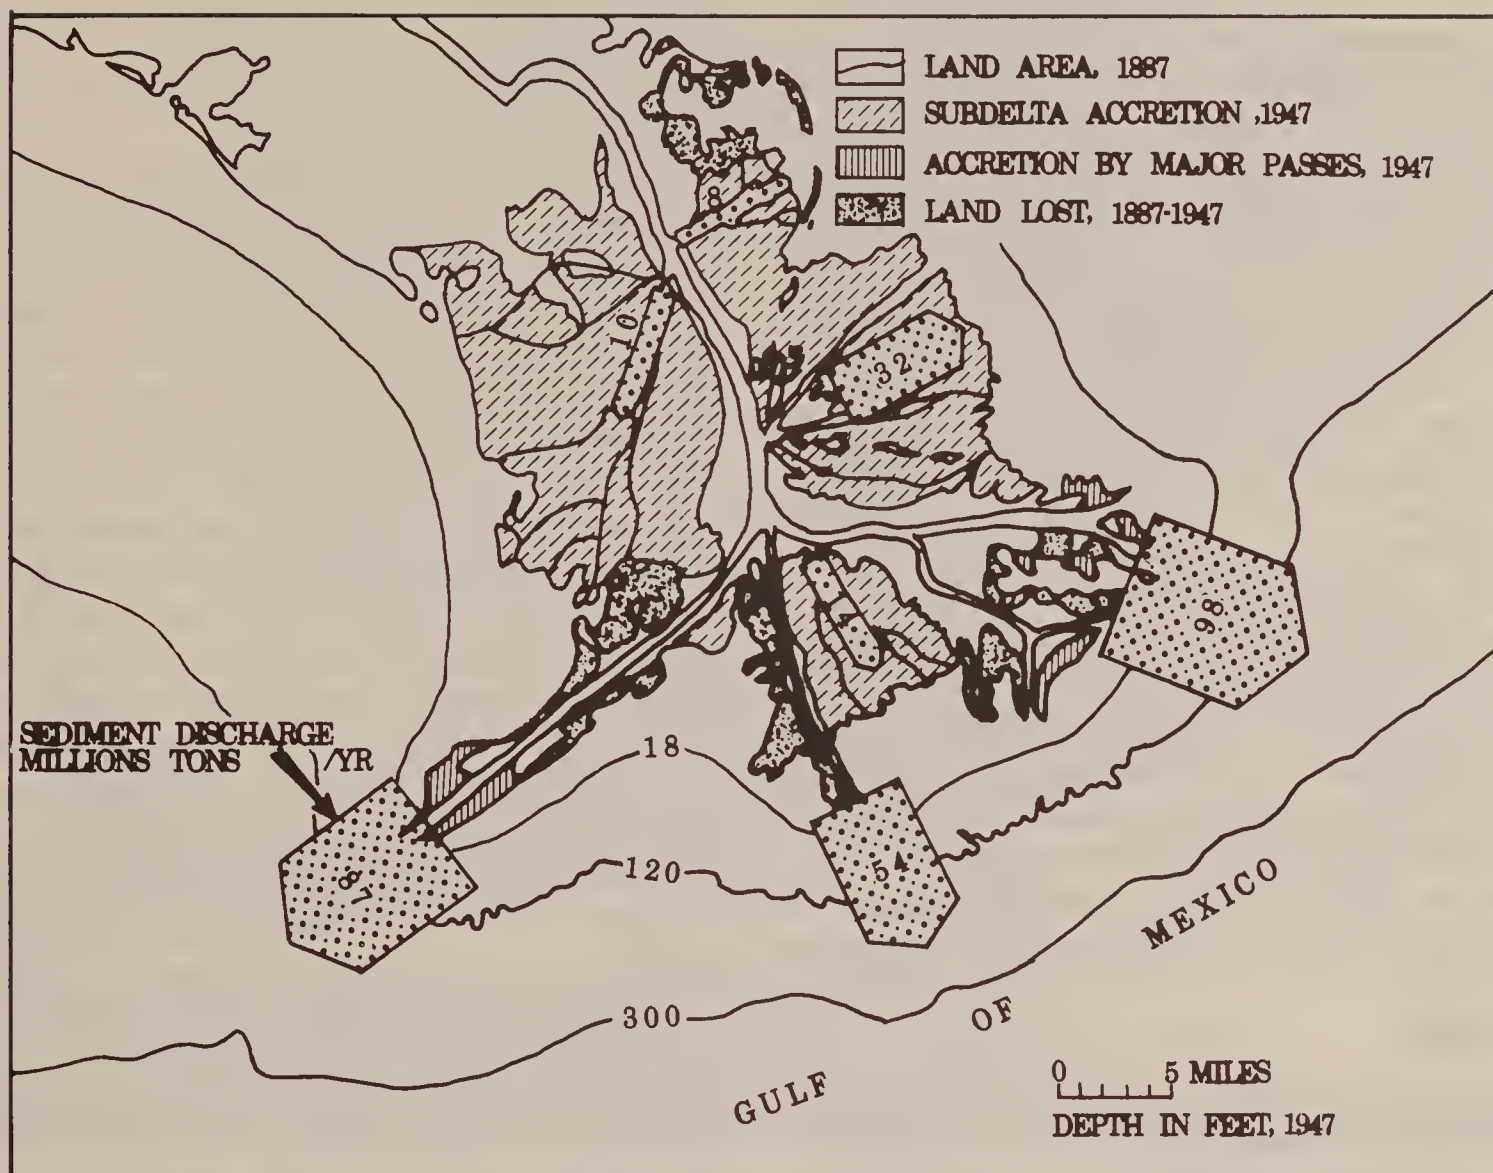 LAND AREA, 1887
SUBDELTA ACCRETION ,1947
ACCRETION BY MAJOR PASSES, 1947
LAND LOST, 1887-1947
8
10
32
98
14
SEDIMENT DISCHARGE
MILLIONS TONS /YR
18
87
120
54
300
GULF OF MEXICO
0 5 MILES
DEPTH IN FEET, 1947